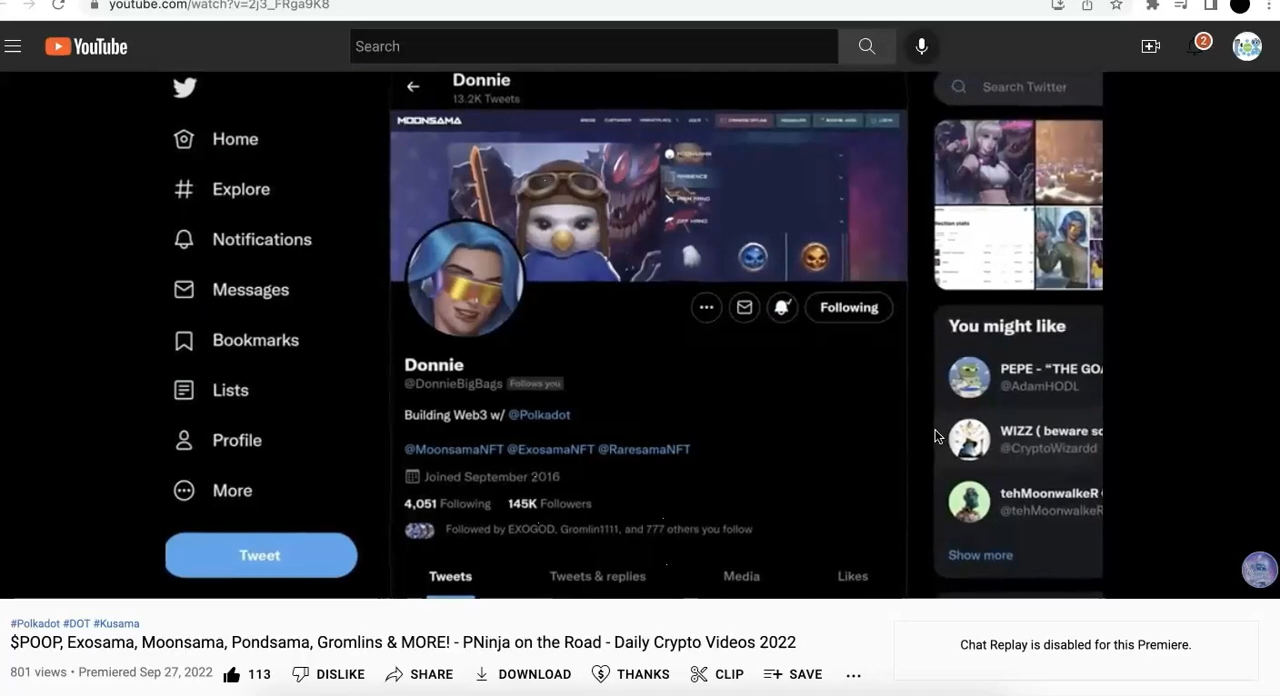 youtube.com/watch?v=2j3_FRga9K8
YouTube
Search
2
Home
Explore
Notifications
Messages
Bookmarks
Lists
Profile
More
Tweet
Donnie
13.2K Tweets
MOONSAMA
Following
Donnie
@DonnieBigBags Follows you
Building Web3 w/ @Polkadot
@MoonsamaNFT @ExosamaNFT @RaresamaNFT
Joined September 2016
4,051 Following 145K Followers
Followed by EXOGOD, Gromlin1111, and 777 others you follow
Tweets Tweets & replies Media Likes
Search Twitter
You might like
PEPE - “THE GOA
@AdamHODL
WIZZ ( beware sc
@CryptoWizardd
tehMoonwalkeR
@tehMoonwalkeR
Show more
#Polkadot #DOT #Kusama
$POOP, Exosama, Moonsama, Pondsama, Gromlins & MORE! - PNinja on the Road - Daily Crypto Videos 2022
801 views • Premiered Sep 27, 2022 113 DISLIKE SHARE DOWNLOAD THANKS CLIP SAVE
Chat Replay is disabled for this Premiere.